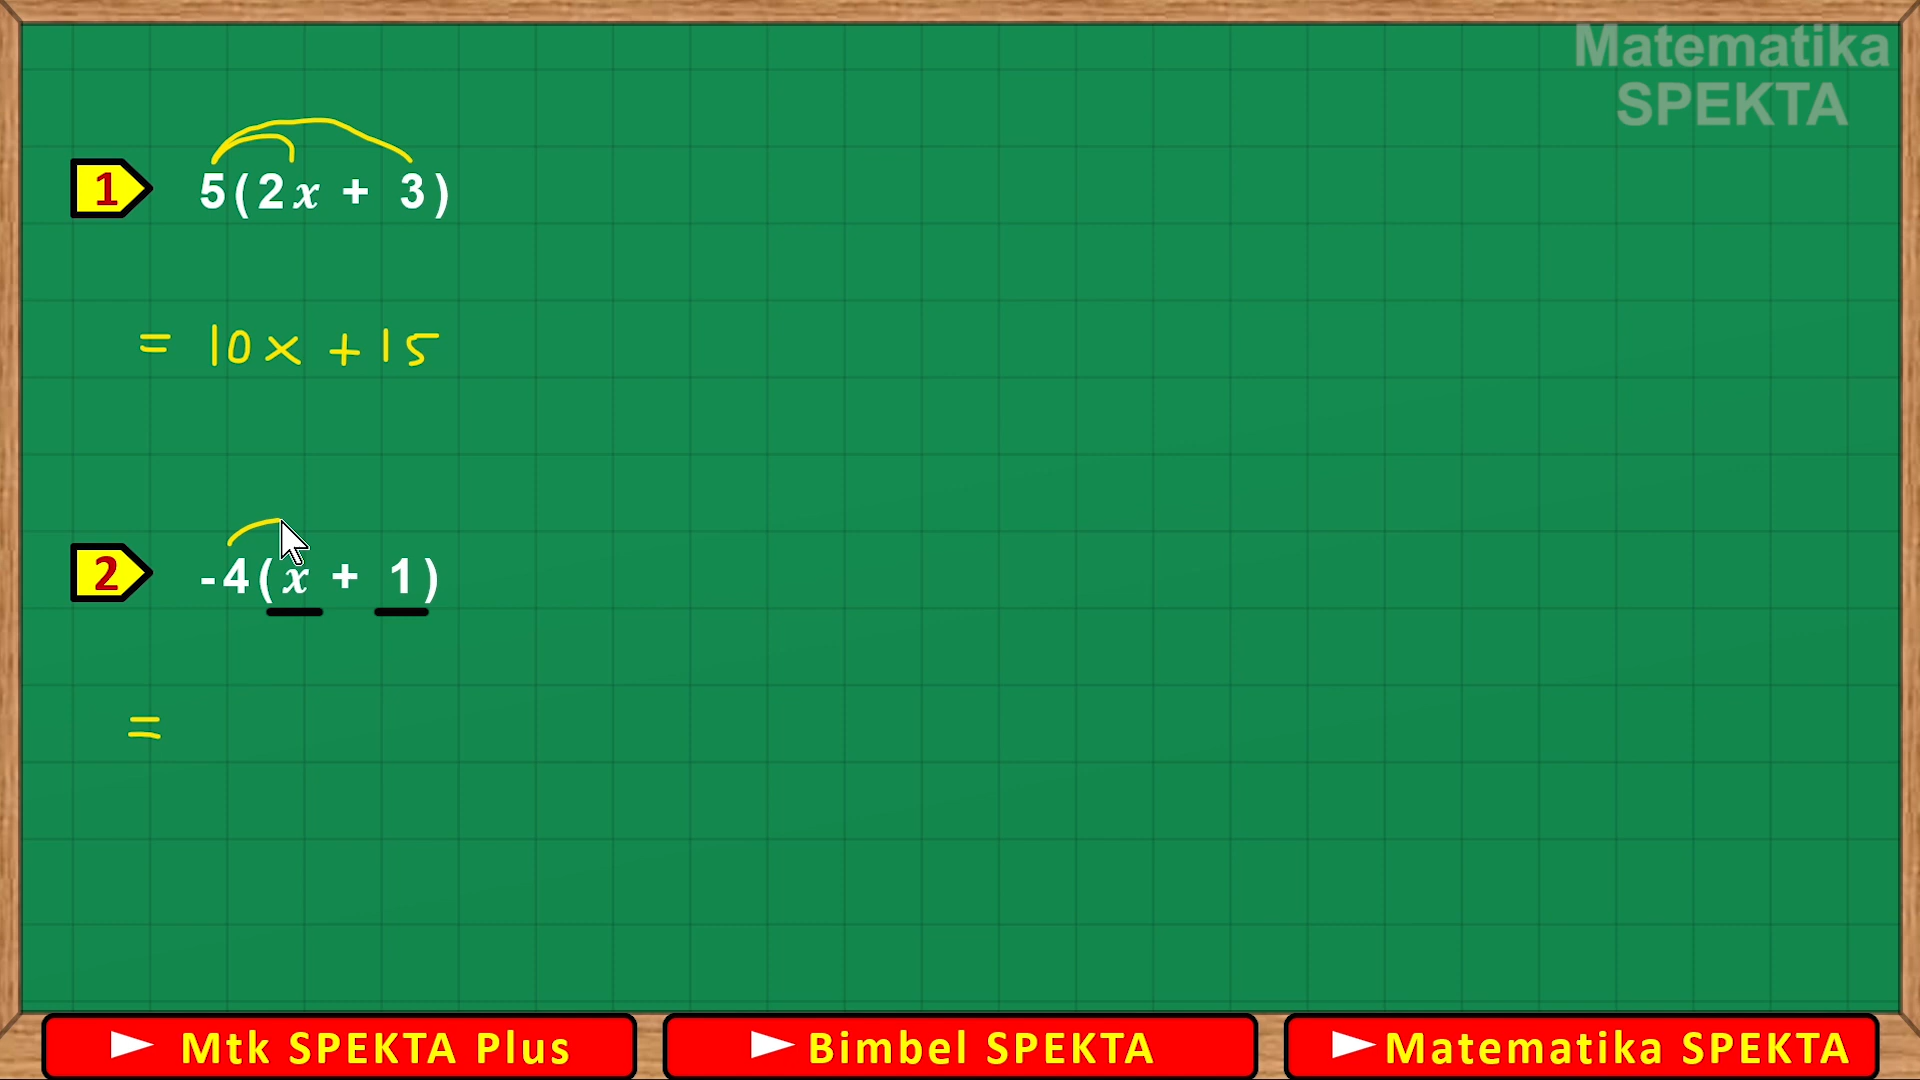 Matematika
SPEKTA
1 5(2x + 3)
= 10x + 15
2 -4(x + 1)
=
Mtk SPEKTA Plus
Bimbel SPEKTA
Matematika SPEKTA